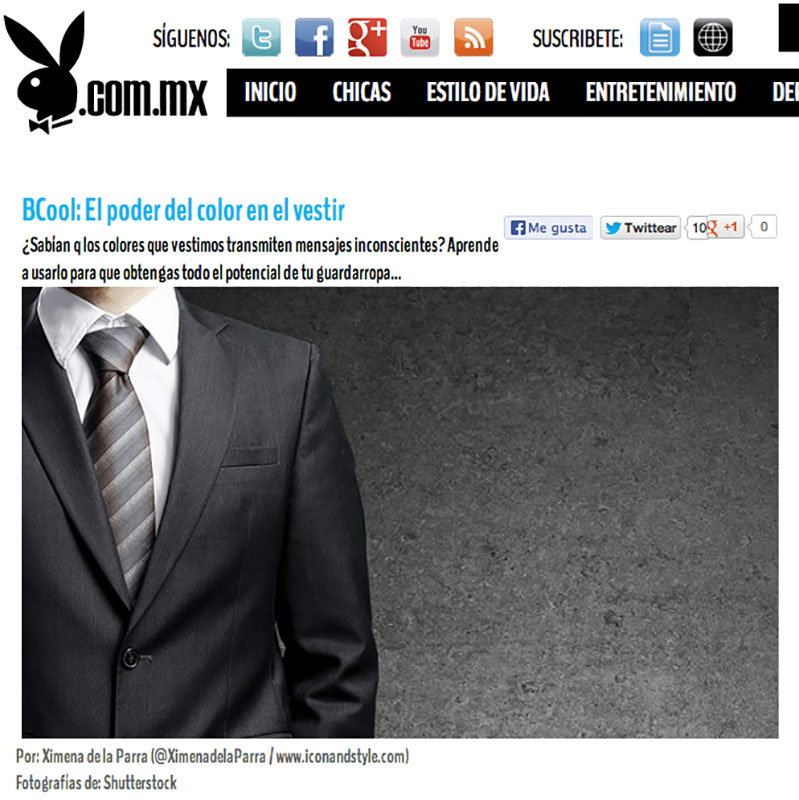 SÍGUENOS:
You
Tube
SUSCRIBETE:
.com.mx
INICIO CHICAS ESTILO DE VIDA ENTRETENIMIENTO
BCool: El poder del color en el vestir
Me gusta Twittear 10 +1 0
¿Sabían q los colores que vestimos transmiten mensajes inconscientes? Aprende
a usarlo para que obtengas todo el potencial de tu guardarropa...
Por: Ximena de la Parra (@XimenadelaParra / www.iconandstyle.com)
Fotografías de: Shutterstock